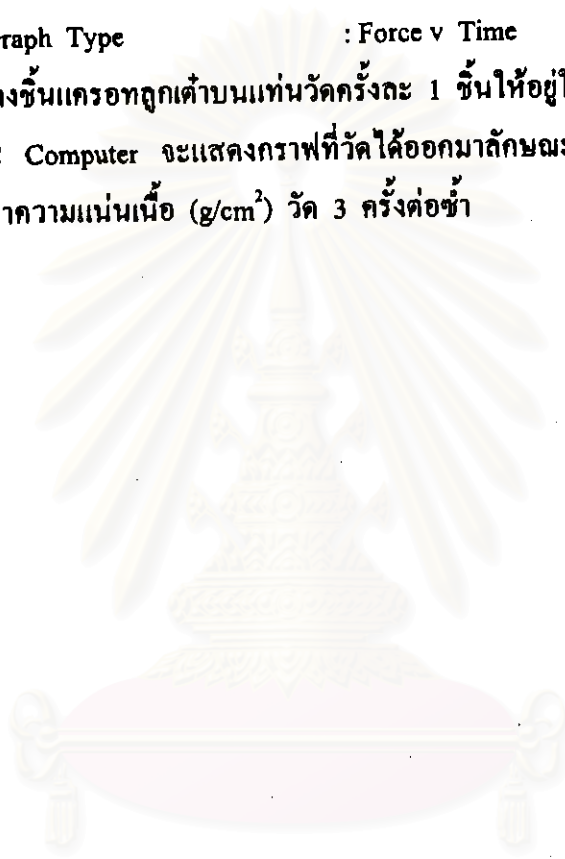 raph Type : Force v Time
งชิ้นแครอทลูกเต๋าบนแท่นวัดครั้งละ 1 ชิ้นให้อยู่
Computer จะแสดงกราฟที่วัดได้ออกมาลักษณะ
าความแน่นเนื้อ (g/cm²) วัด 3 ครั้งต่อซ้ำ